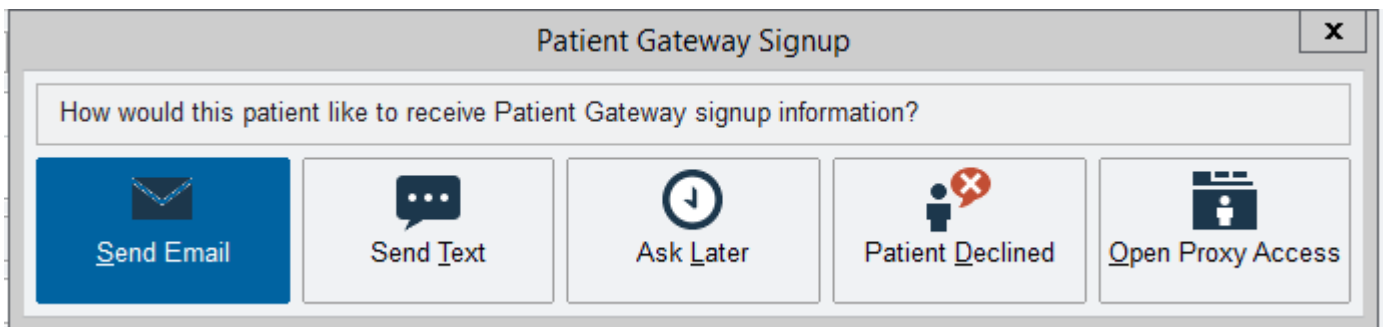 Patient Gateway Signup
x
How would this patient like to receive Patient Gateway signup information?
Send Email
Send Text
Ask Later
Patient Declined
Open Proxy Access